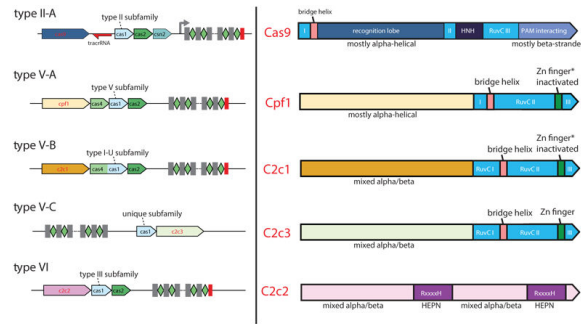 type II-A
type II subfamily
cas1
cas2
csn2
tracrRNA
type V-A
type V subfamily
cpf1
cas4
cas1
cas2
type V-B
type I-U subfamily
c2c1
cas4
cas1
cas2
type V-C
unique subfamily
cas1
c2c3
type VI
type III subfamily
c2c2
cas1
cas2
bridge helix
Cas9
I
recognition lobe
II
HNH
RuvC III
PAM interacting
mostly alpha-helical
mostly beta-strande
Zn finger*
inactivated
bridge helix
Cpf1
I
RuvC II
III
mostly alpha-helical
Zn finger*
inactivated
bridge helix
C2c1
RuvC I
RuvC II
III
mixed alpha/beta
bridge helix
Zn finger
C2c3
RuvC I
RuvC II
III
mixed alpha/beta
C2c2
RxxxxH
RxxxxH
mixed alpha/beta
HEPN
mixed alpha/beta
HEPN